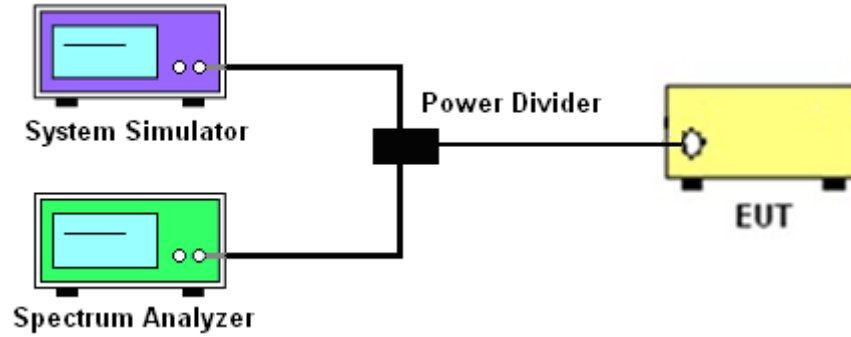 System Simulator
Power Divider
EUT
Spectrum Analyzer